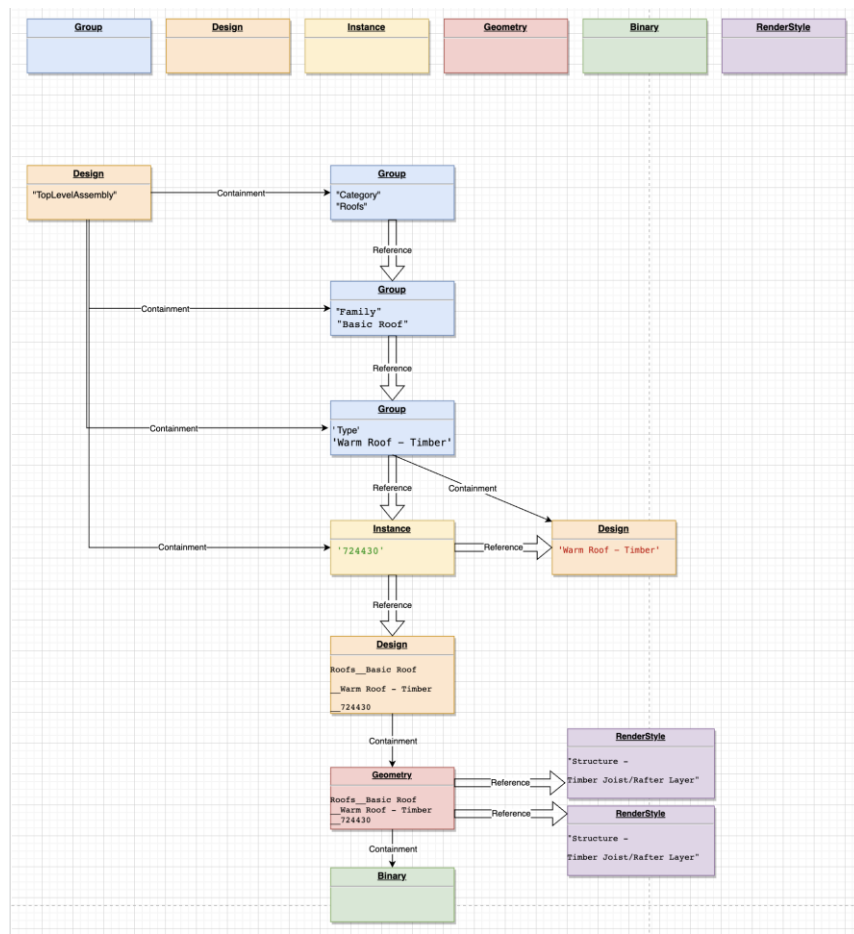 Group
Design
Instance
Geometry
Binary
RenderStyle
Design
"TopLevelAssembly"
Containment
Group
"Category"
"Roofs"
Reference
Containment
Group
"Family"
"Basic Roof"
Reference
Containment
Group
'Type'
'Warm Roof – Timber'
Reference
Containment
Containment
Instance
'724430'
Reference
Design
'Warm Roof – Timber'
Reference
Design
Roofs__Basic Roof
__Warm Roof - Timber
__724430
Containment
Geometry
Roofs__Basic Roof
__Warm Roof - Timber
__724430
Reference
Reference
RenderStyle
"Structure -
Timber Joist/Rafter Layer"
RenderStyle
"Structure -
Timber Joist/Rafter Layer"
Containment
Binary